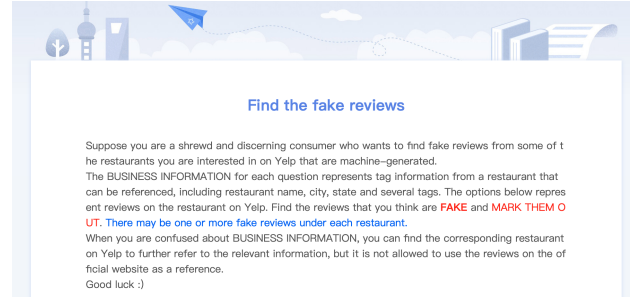 Find the fake reviews
Suppose you are a shrewd and discerning consumer who wants to find fake reviews from some of t
he restaurants you are interested in on Yelp that are machine-generated.
The BUSINESS INFORMATION for each question represents tag information from a restaurant that
can be referenced, including restaurant name, city, state and several tags. The options below repres
ent reviews on the restaurant on Yelp. Find the reviews that you think are FAKE and MARK THEM O
UT. There may be one or more fake reviews under each restaurant.
When you are confused about BUSINESS INFORMATION, you can find the corresponding restaurant
on Yelp to further refer to the relevant information, but it is not allowed to use the reviews on the of
ficial website as a reference.
Good luck :)